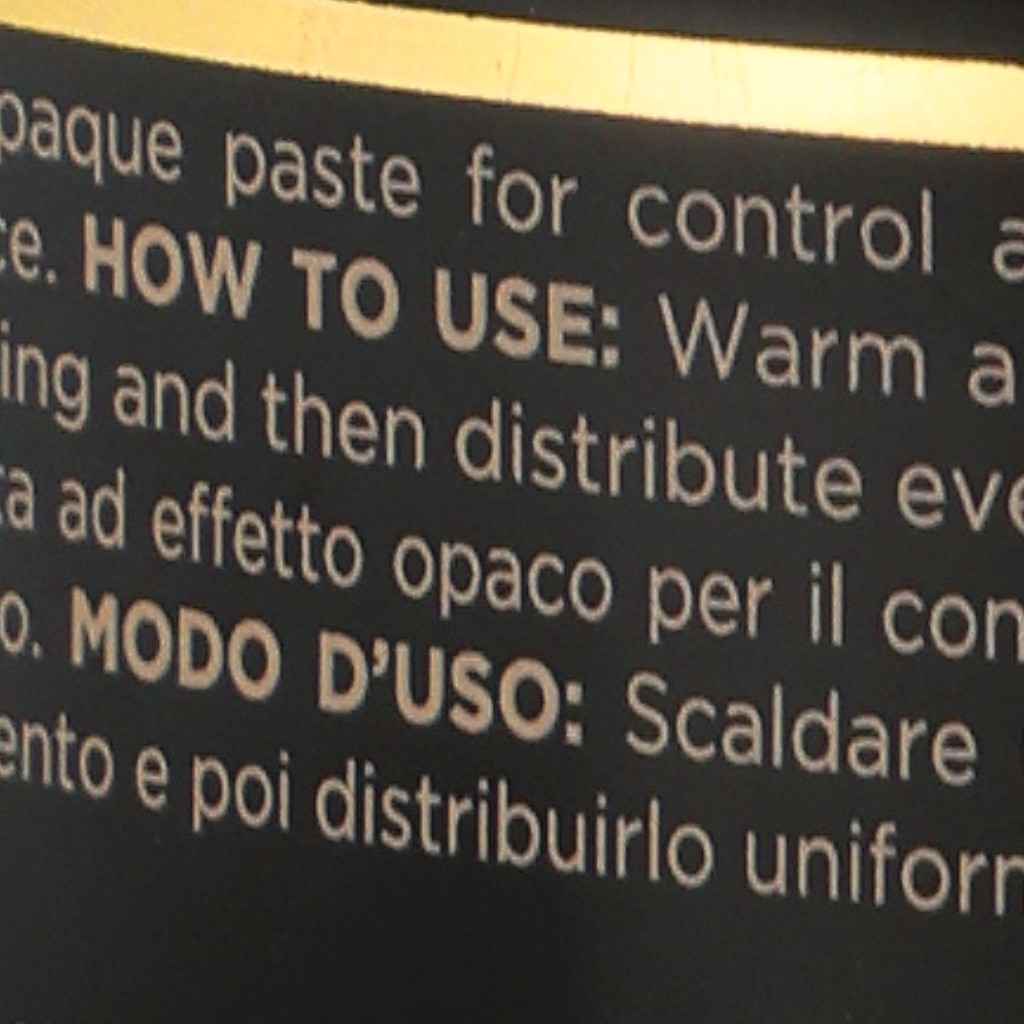 paque paste for control a
ce. HOW TO USE: Warm a
ing and then distribute eve
ta ad effetto opaco per il con
o. MODO D'USO: Scaldare
ento e poi distribuirlo uniform